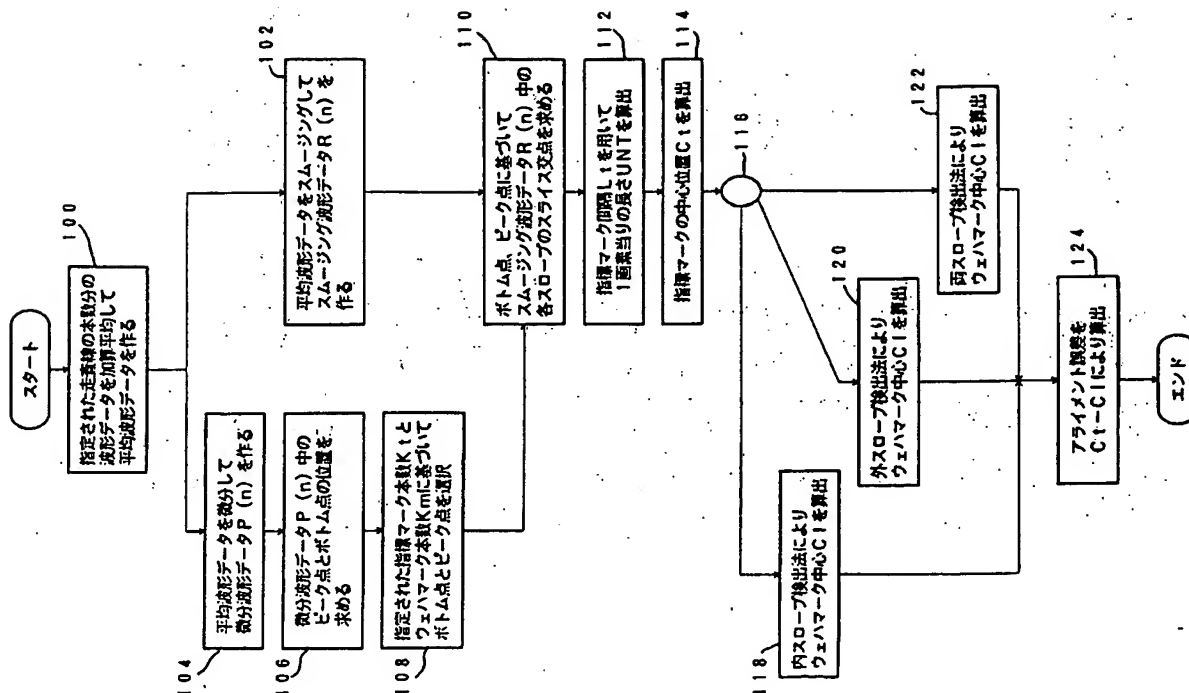 スタート
100
指定された走査線の本数分の
波形データを加算平均して
平均波形データを作る
102
平均波形データをスムージングして
スムージング波形データR(n)を
作る
104
平均波形データを微分して
微分波形データP(n)を作る
106
微分波形データP(n)中の
ピーク点とボトム点の位置を
求める
108
指定された指標マーク本数Ktと
ウェハマーク本数Kmに基づいて
ボトム点とピーク点を選択
110
ボトム点、ピーク点に基づいて
スムージング波形データR(n)中の
各スロープのスライス交点を求める
112
指標マーク間隔Ltを用いて
1画素当りの長さUNTを算出
114
指標マークの中心位置Ctを算出
116
118
内スロープ検出法により
ウェハマーク中心Clを算出
120
外スロープ検出法により
ウェハマーク中心Clを算出
122
両スロープ検出法により
ウェハマーク中心Clを算出
124
アライメント誤差を
Ct-Clにより算出
エンド